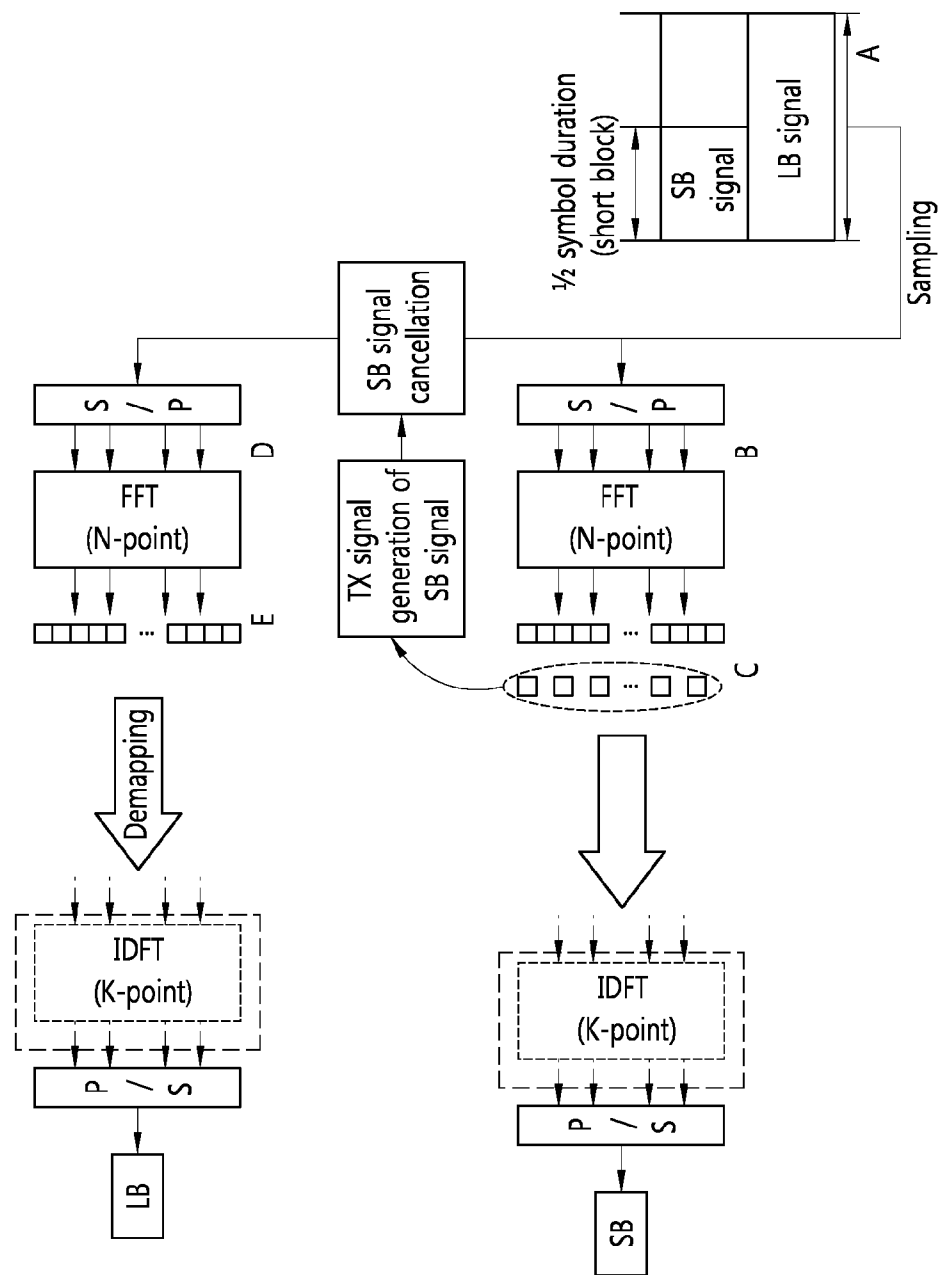 ½ symbol duration
(short block)
SB
signal
LB signal
A
Sampling
SB signal
cancellation
TX signal
generation of
SB signal
S / P
D
FFT
(N-point)
...
E
Demapping
IDFT
(K-point)
P / S
LB
S / P
B
FFT
(N-point)
...
C
...
IDFT
(K-point)
P / S
SB